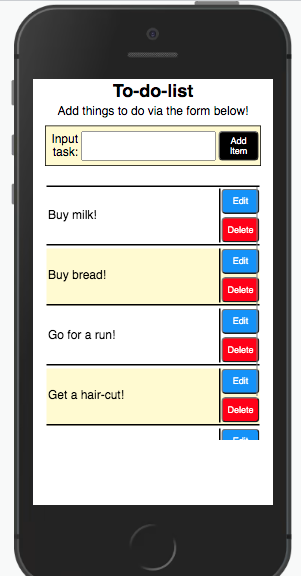 To-do-list
Add things to do via the form below!
Input
task:
Add
Item
Buy milk!
Edit
Delete
Buy bread!
Edit
Delete
Go for a run!
Edit
Delete
Get a hair-cut!
Edit
Delete
Edit